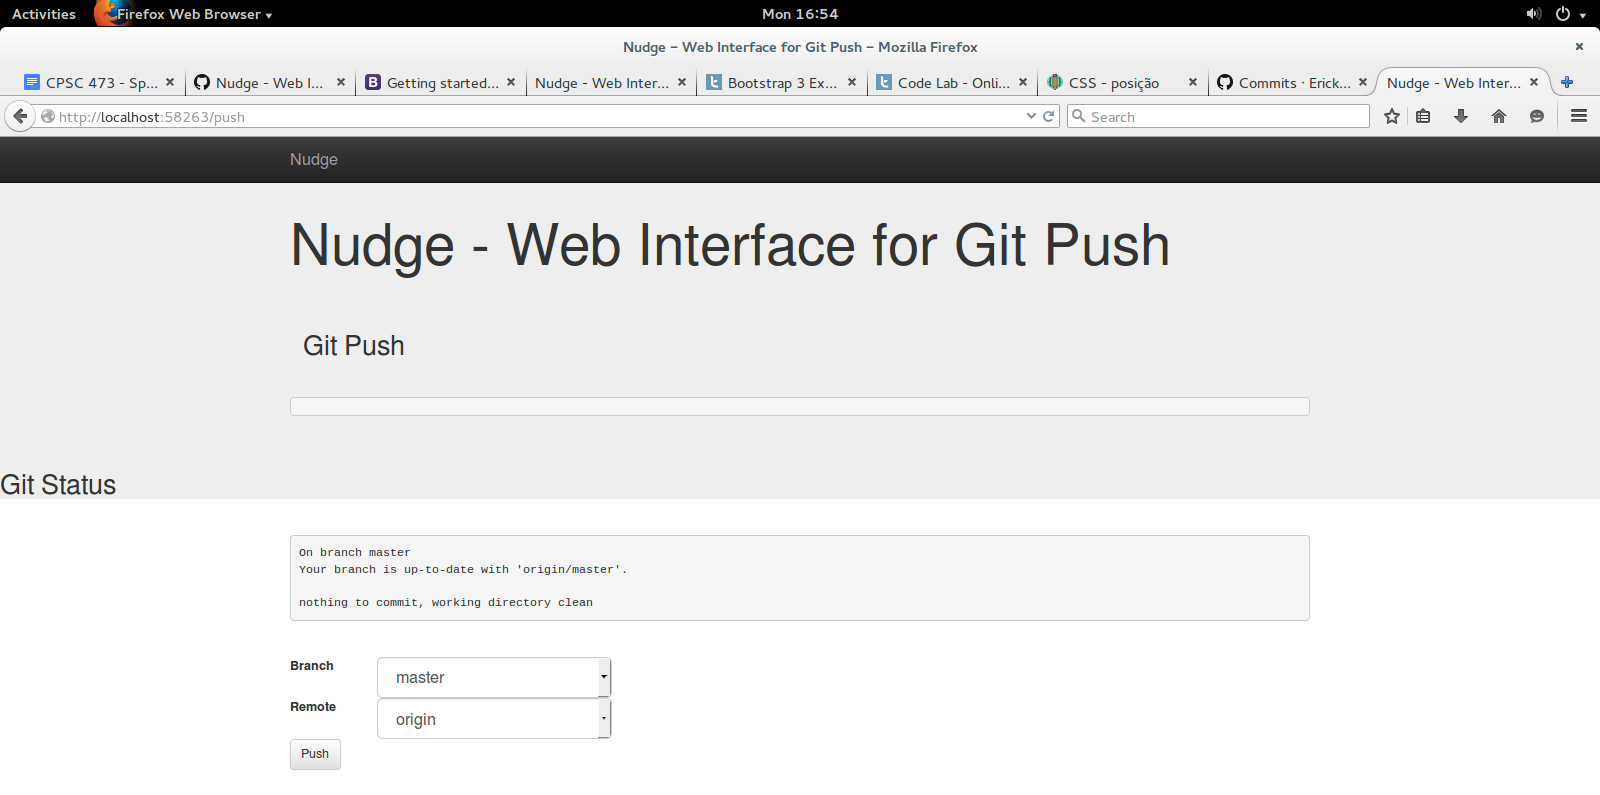 Activities Firefox Web Browser Mon 16:54
Nudge - Web Interface for Git Push - Mozilla Firefox
CPSC 473 - Sp... Nudge - Web I... Getting started... Nudge - Web Inter... Bootstrap 3 Ex... Code Lab - Onli... CSS - posição Commits · Erick... Nudge - Web Inter...
http://localhost:58263/push Search
Nudge
Nudge - Web Interface for Git Push
Git Push
Git Status
On branch master
Your branch is up-to-date with 'origin/master'.
nothing to commit, working directory clean
Branch master
Remote origin
Push